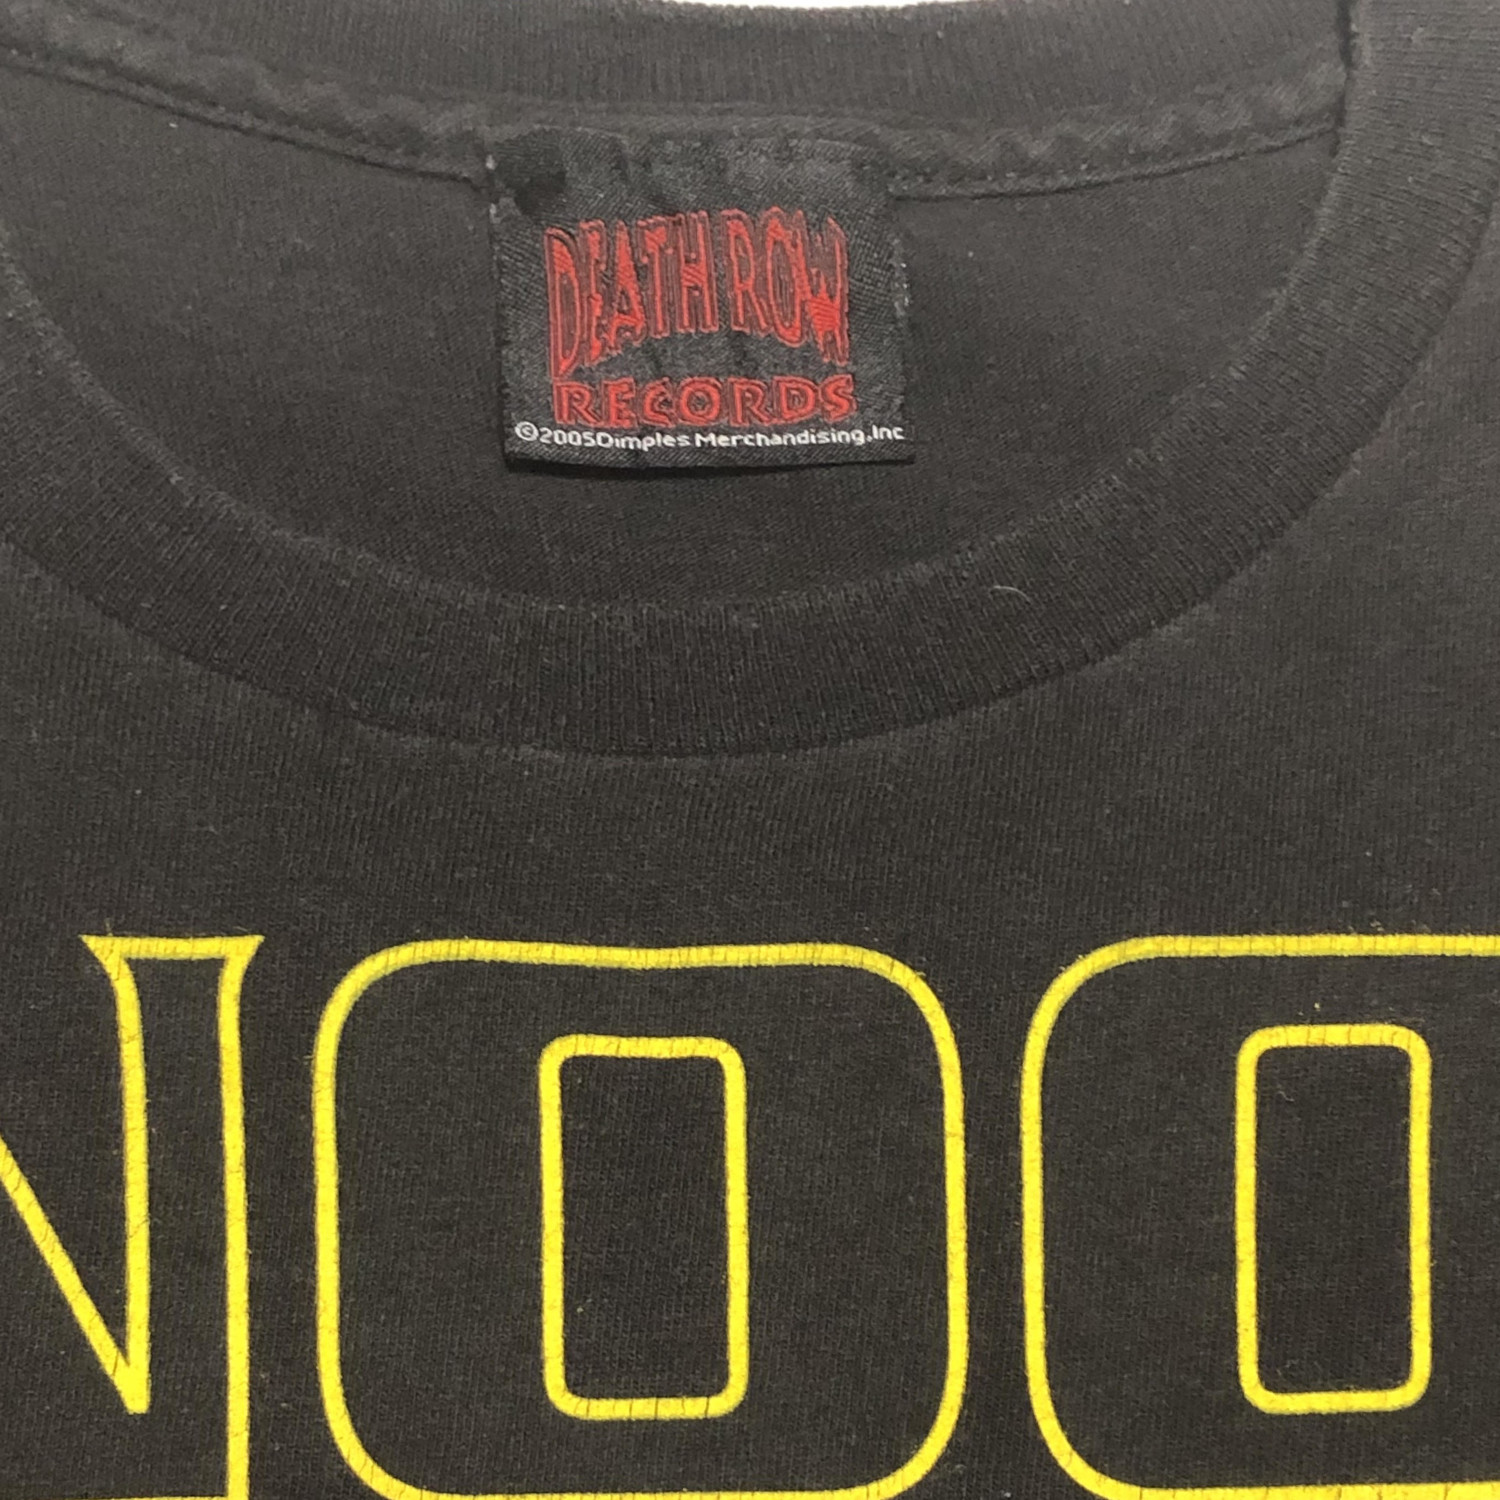 DEATH ROW
RECORDS
©2005Dimples Merchandising.Inc
NOO